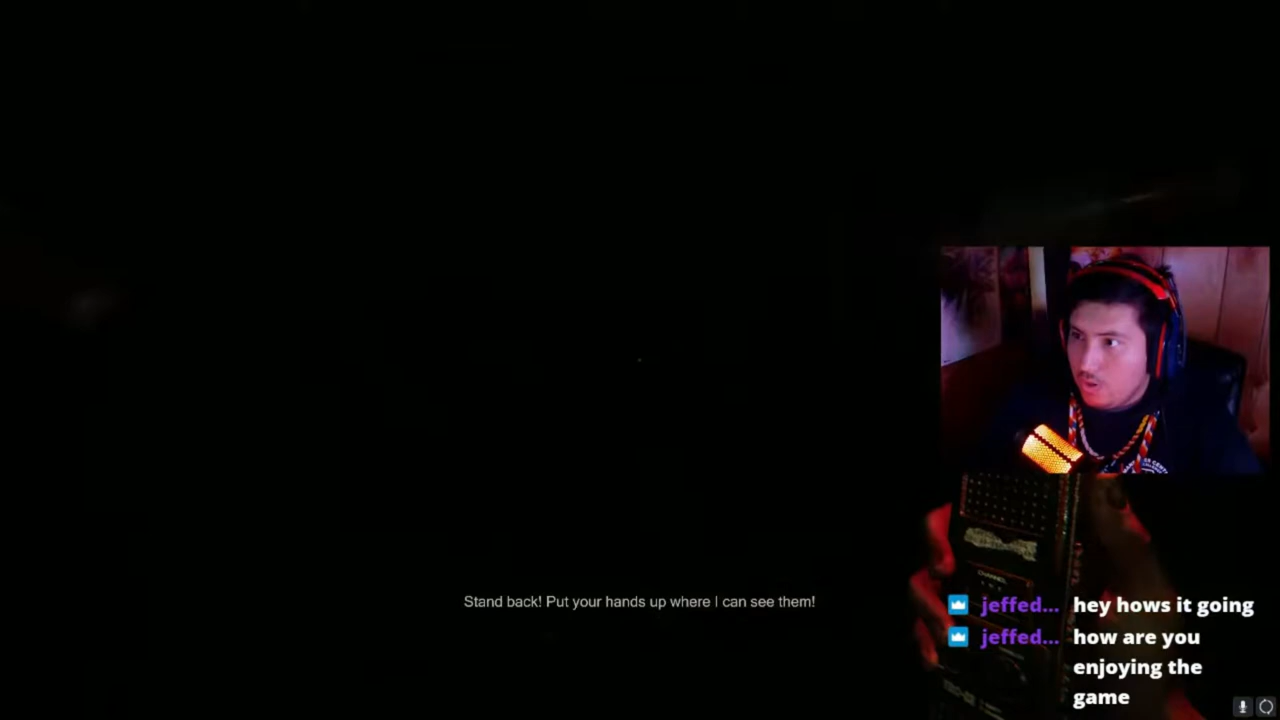 Stand back! Put your hands up where I can see them!
jeffed... hey hows it going
jeffed... how are you
enjoying the
game
CHANNEL